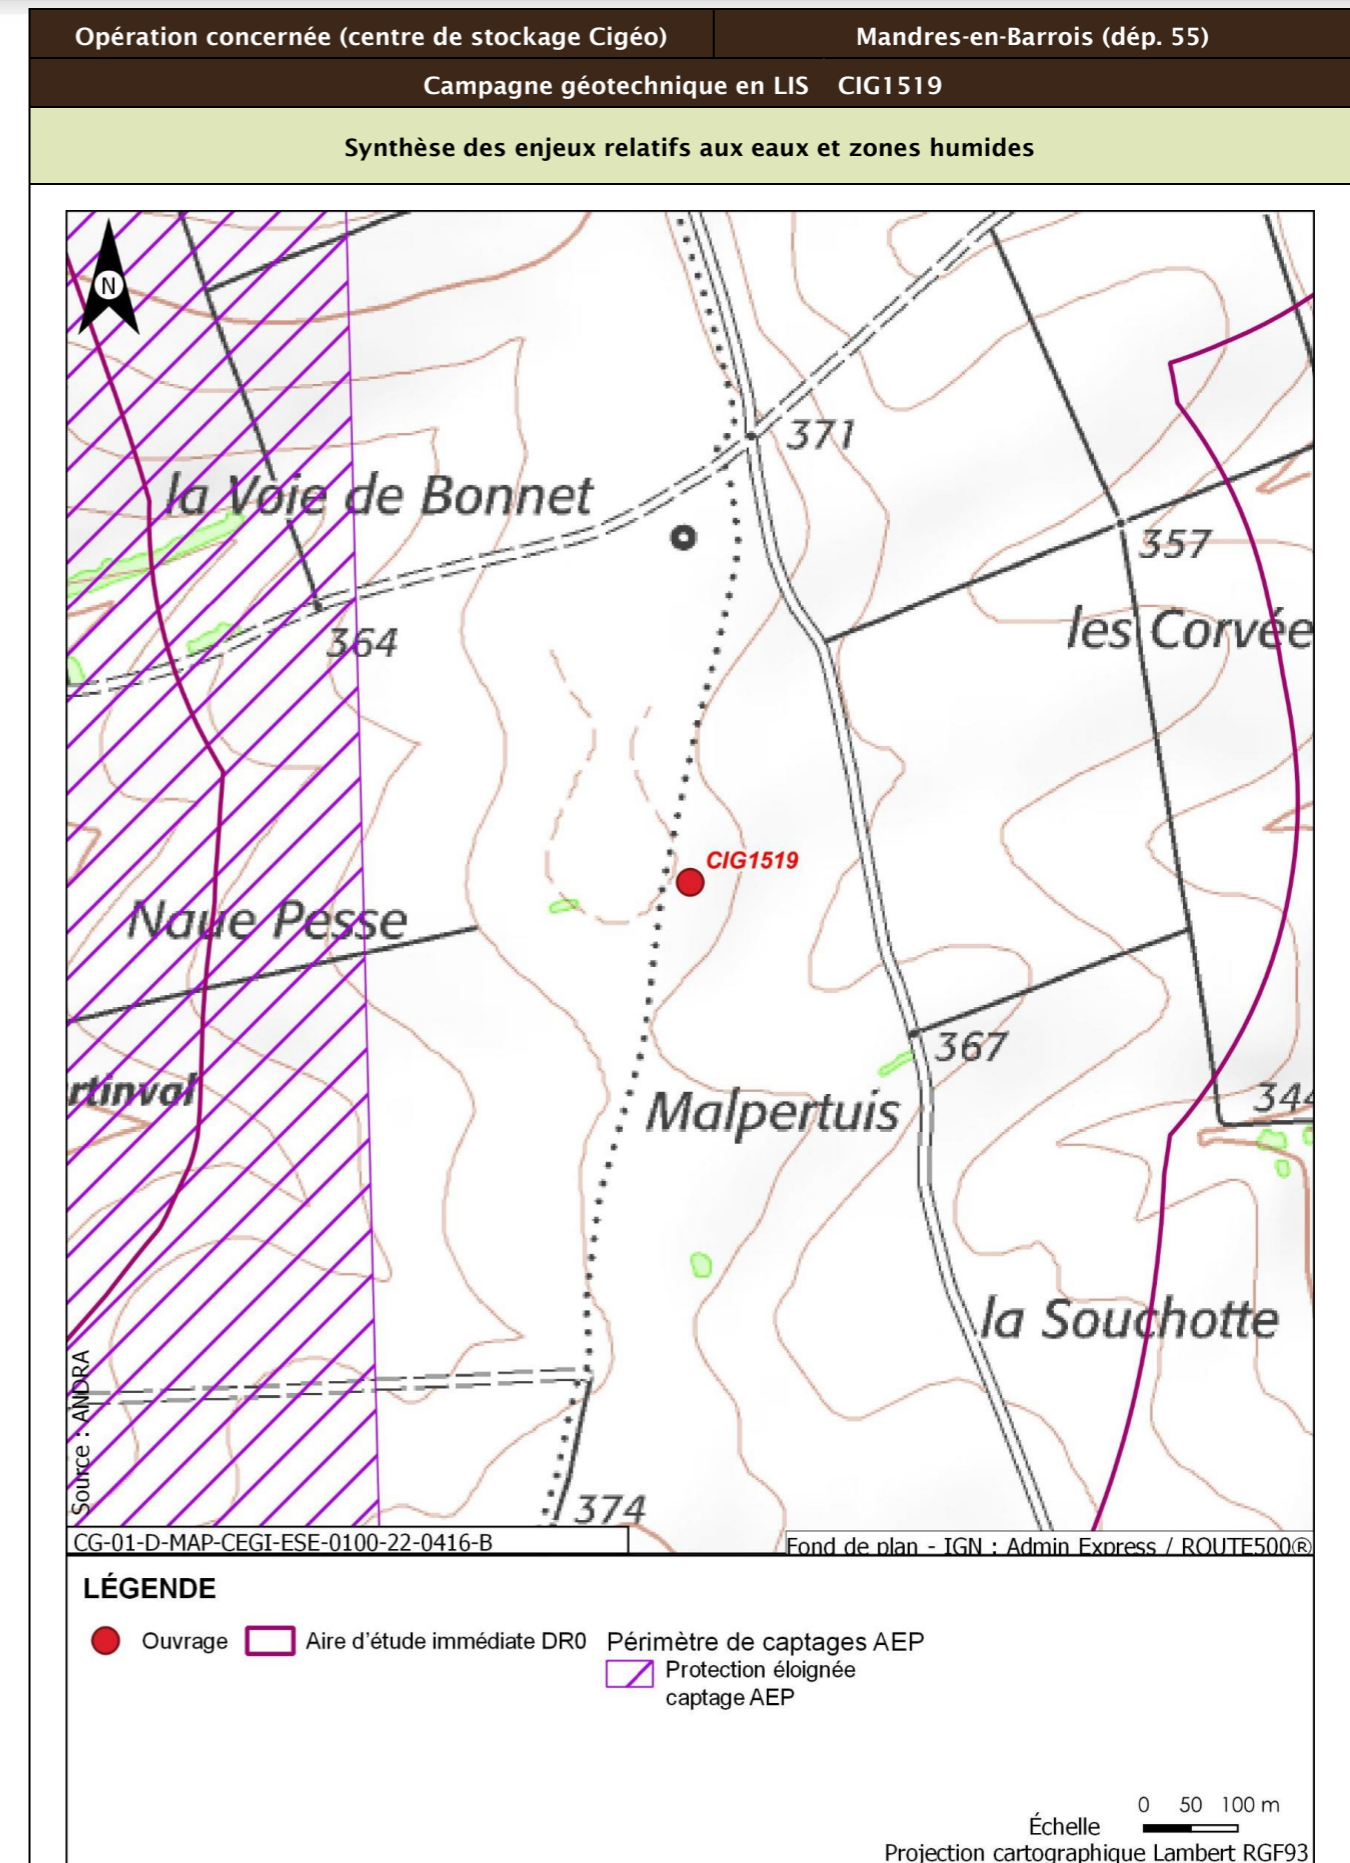 Opération concernée (centre de stockage Cigéo) Mandres-en-Barrois (dép. 55)
Campagne géotechnique en LIS CIG1519
Synthèse des enjeux relatifs aux eaux et zones humides
N
371
la Voie de Bonnet
357
364
les Corvée
CIG1519
Naue Pesse
367
rtinval
Malpertuis
344
la Souchotte
Source : ANDRA
374
CG-01-D-MAP-CEGI-ESE-0100-22-0416-B
Fond de plan - IGN : Admin Express / ROUTE500®
LÉGENDE
Ouvrage Aire d'étude immédiate DR0 Périmètre de captages AEP
Protection éloignée
captage AEP
0 50 100 m
Échelle
Projection cartographique Lambert RGF93